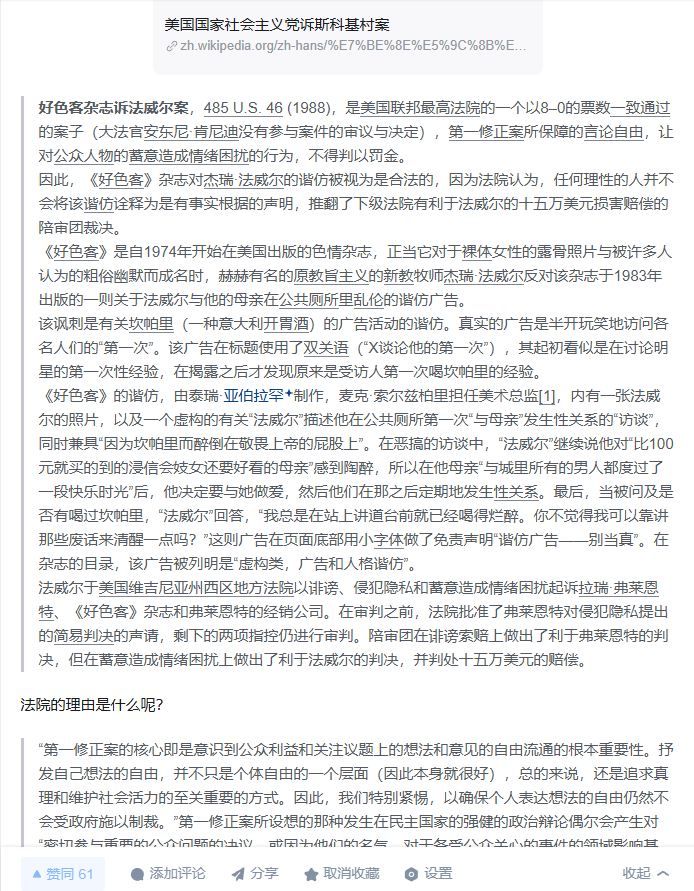 美国国家社会主义党诉斯科基村案
zh.wikipedia.org/zh-hans/%E7%BE%8E%E5%9C%8B%E...
好色客杂志诉法威尔案，485 U.S. 46 (1988)，是美国联邦最高法院的一个以8–0的票数一致通过
的案子（大法官安东尼·肯尼迪没有参与案件的审议与决定），第一修正案所保障的言论自由，让
对公众人物的蓄意造成情绪困扰的行为，不得判以罚金。
因此，《好色客》杂志对杰瑞·法威尔的谐仿被视为是合法的，因为法院认为，任何理性的人并不
会将该谐仿诠释为是有事实根据的声明，推翻了下级法院有利于法威尔的十五万美元损害赔偿的
陪审团裁决。
《好色客》是自1974年开始在美国出版的色情杂志，正当它对于裸体女性的露骨照片与被许多人
认为的粗俗幽默而成名时，赫赫有名的原教旨主义的新教牧师杰瑞·法威尔反对该杂志于1983年
出版的一则关于法威尔与他的母亲在公共厕所里乱伦的谐仿广告。
该讽刺是有关坎帕里（一种意大利开胃酒）的广告活动的谐仿。真实的广告是半开玩笑地访问各
名人们的“第一次”。该广告在标题使用了双关语（“X谈论他的第一次”），其起初看似是在讨论明
星的第一次性经验，在揭露之后才发现原来是受访人第一次喝坎帕里的经验。
《好色客》的谐仿，由泰瑞·亚伯拉罕✦制作，麦克·索尔兹柏里担任美术总监[1]，内有一张法威
尔的照片，以及一个虚构的有关“法威尔”描述他在公共厕所第一次“与母亲”发生性关系的“访谈”，
同时兼具“因为坎帕里而醉倒在敬畏上帝的屁股上”。在恶搞的访谈中，“法威尔”继续说他对“比100
元就买的到的浸信会妓女还要好看的母亲”感到陶醉，所以在他母亲“与城里所有的男人都度过了
一段快乐时光”后，他决定要与她做爱，然后他们在那之后定期地发生性关系。最后，当被问及是
否有喝过坎帕里，“法威尔”回答，“我总是在站上讲道台前就已经喝得烂醉。你不觉得我可以靠讲
那些废话来清醒一点吗？”这则广告在页面底部用小字体做了免责声明“谐仿广告——别当真”。在
杂志的目录，该广告被列明是“虚构类，广告和人格谐仿”。
法威尔于美国维吉尼亚州西区地方法院以诽谤、侵犯隐私和蓄意造成情绪困扰起诉拉瑞·弗莱恩
特、《好色客》杂志和弗莱恩特的经销公司。在审判之前，法院批准了弗莱恩特对侵犯隐私提出
的简易判决的声请，剩下的两项指控仍进行审判。陪审团在诽谤索赔上做出了利于弗莱恩特的判
决，但在蓄意造成情绪困扰上做出了利于法威尔的判决，并判处十五万美元的赔偿。
法院的理由是什么呢？
“第一修正案的核心即是意识到公众利益和关注议题上的想法和意见的自由流通的根本重要性。抒
发自己想法的自由，并不只是个体自由的一个层面（因此本身就很好），总的来说，还是追求真
理和维护社会活力的至关重要的方式。因此，我们特别紧惕，以确保个人表达想法的自由仍然不
会受政府施以制裁。”第一修正案所设想的那种发生在民主国家的强健的政治辩论偶尔会产生对
“密切参与重要的公众问题的决议，或因为他们的名气，对于备受公众关心的事件的领域影响甚
赞同 61 添加评论 分享 取消收藏 设置 收起